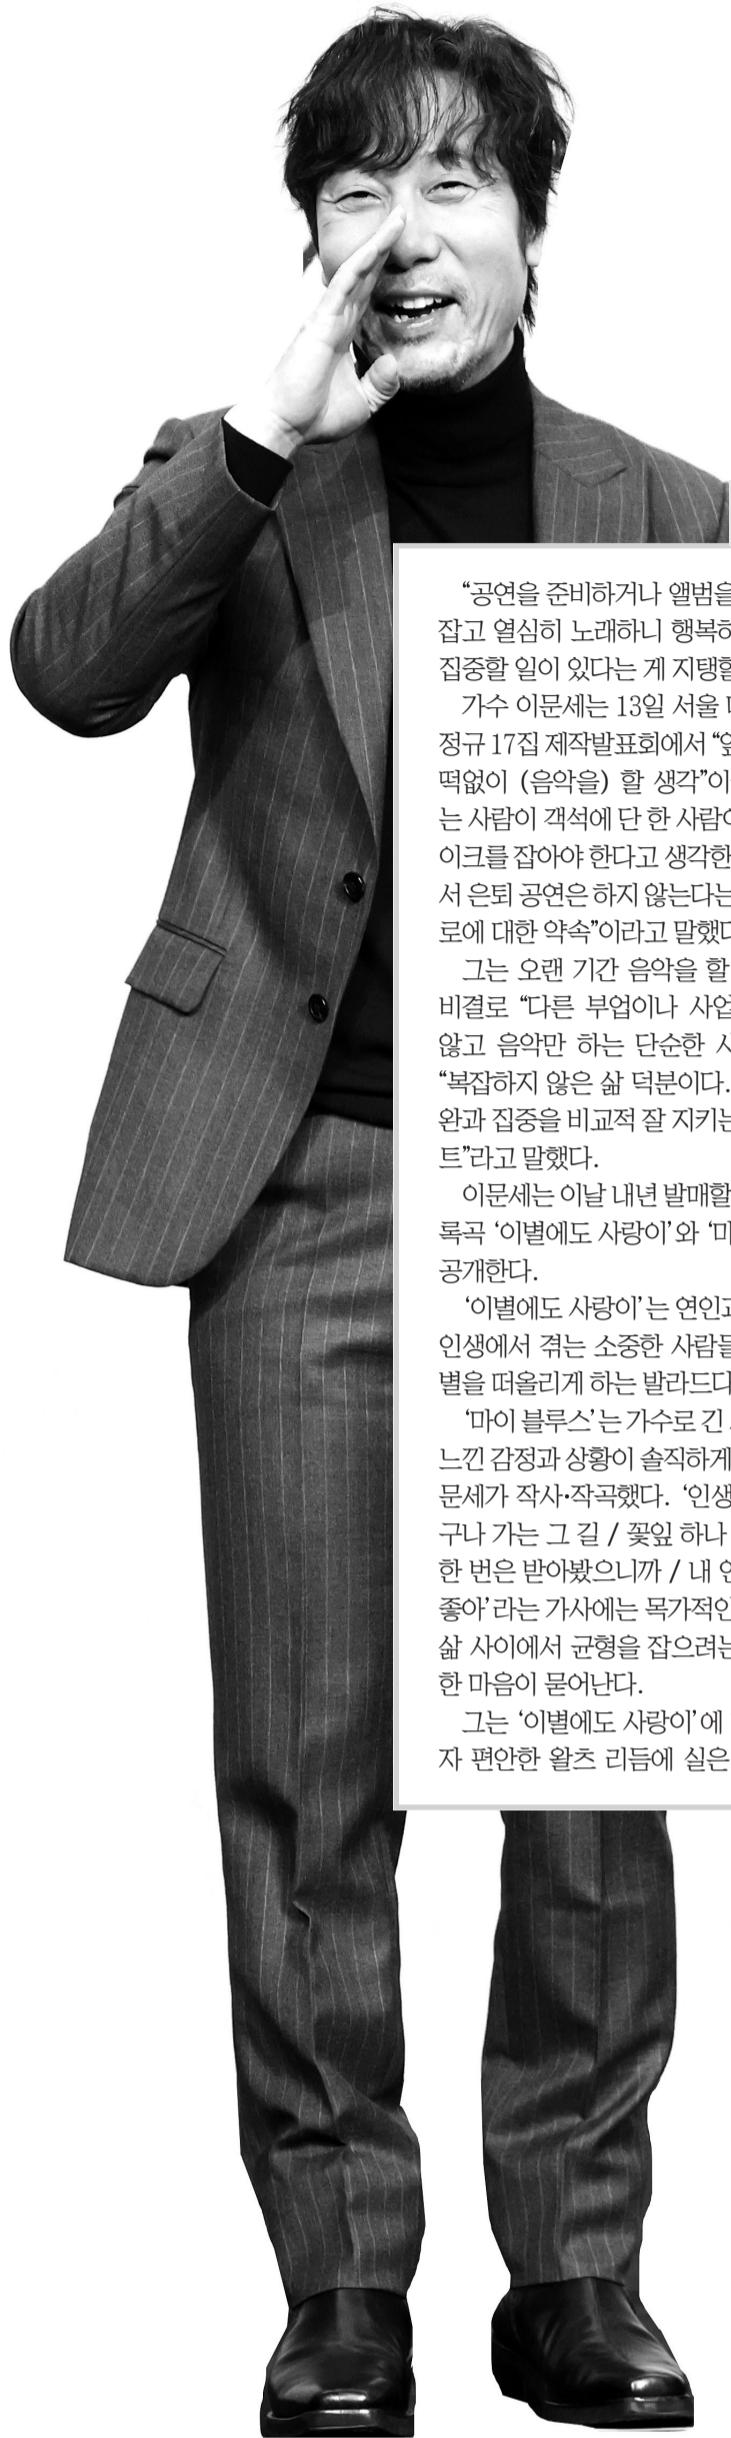 “공연을 준비하거나 앨범을
잡고 열심히 노래하니 행복하
집중할 일이 있다는 게 지탱할
가수 이문세는 13일 서울
정규 17집 제작발표회에서 “앞
떡없이 (음악을) 할 생각”이
는 사람이 객석에 단 한 사람이
이크를 잡아야 한다고 생각한
서 은퇴 공연은 하지 않는다는
로에 대한 약속”이라고 말했다
그는 오랜 기간 음악을 할
비결로 “다른 부업이나 사업
않고 음악만 하는 단순한 사
“복잡하지 않은 삶 덕분이다.
완과 집중을 비교적 잘 지키는
트”라고 말했다.
이문세는 이날 내년 발매할
록곡 ‘이별에도 사랑이’와 ‘마
공개한다.
‘이별에도 사랑이’는 연인과
인생에서 겪는 소중한 사람들
별을 떠올리게 하는 발라드다
‘마이 블루스’는 가수로 긴
느낀 감정과 상황이 솔직하게
문세가 작사·작곡했다. ‘인생
구나 가는 그 길 / 꽃잎 하나
한 번은 받아봤으니까 / 내 인
좋아’라는 가사에는 목가적인
삶 사이에서 균형을 잡으려는
한 마음이 묻어난다.
그는 ‘이별에도 사랑이’에
자 편안한 왈츠 리듬에 실은